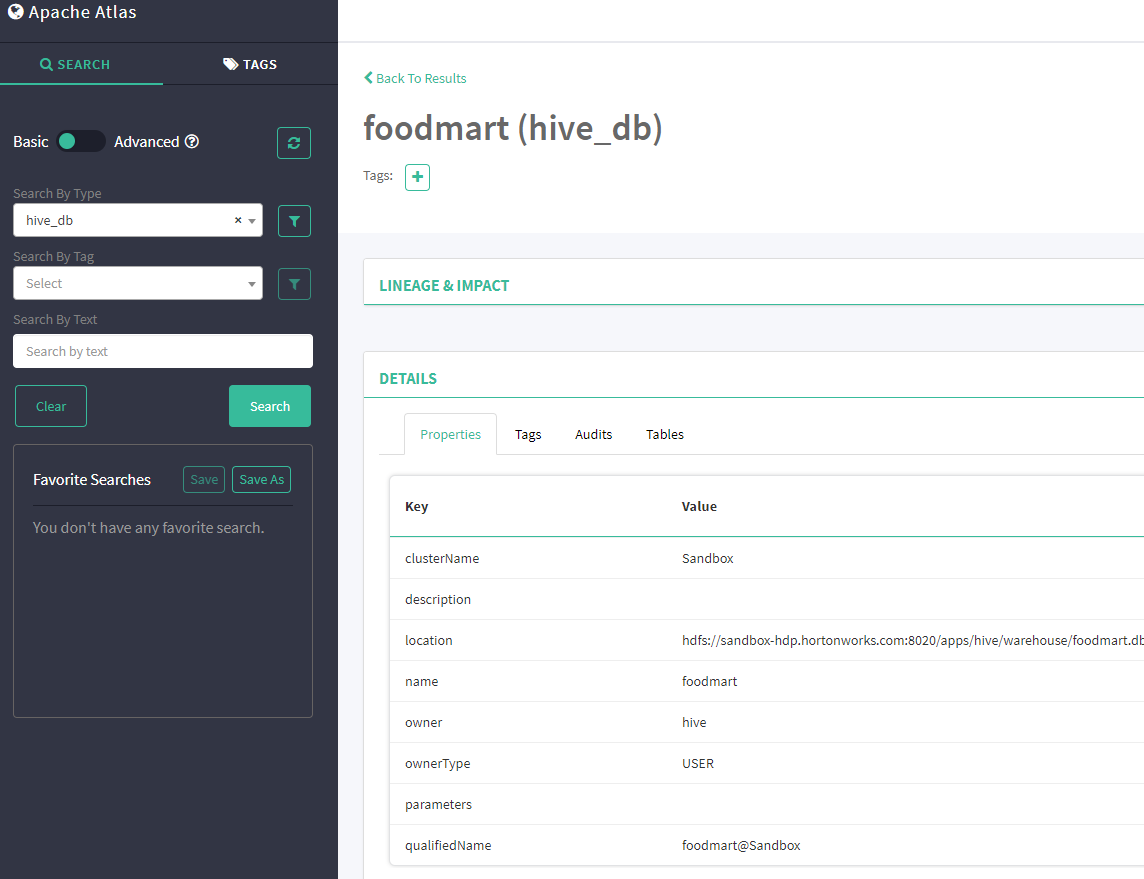 Apache Atlas
SEARCH
TAGS
Basic
Advanced
Search By Type
hive_db
Search By Tag
Select
Search By Text
Search by text
Clear
Search
Favorite Searches
Save
Save As
You don't have any favorite search.
Back To Results
foodmart (hive_db)
Tags:
LINEAGE & IMPACT
DETAILS
Properties
Tags
Audits
Tables
Key Value
clusterName Sandbox
description
location hdfs://sandbox-hdp.hortonworks.com:8020/apps/hive/warehouse/foodmart.db
name foodmart
owner hive
ownerType USER
parameters
qualifiedName foodmart@Sandbox